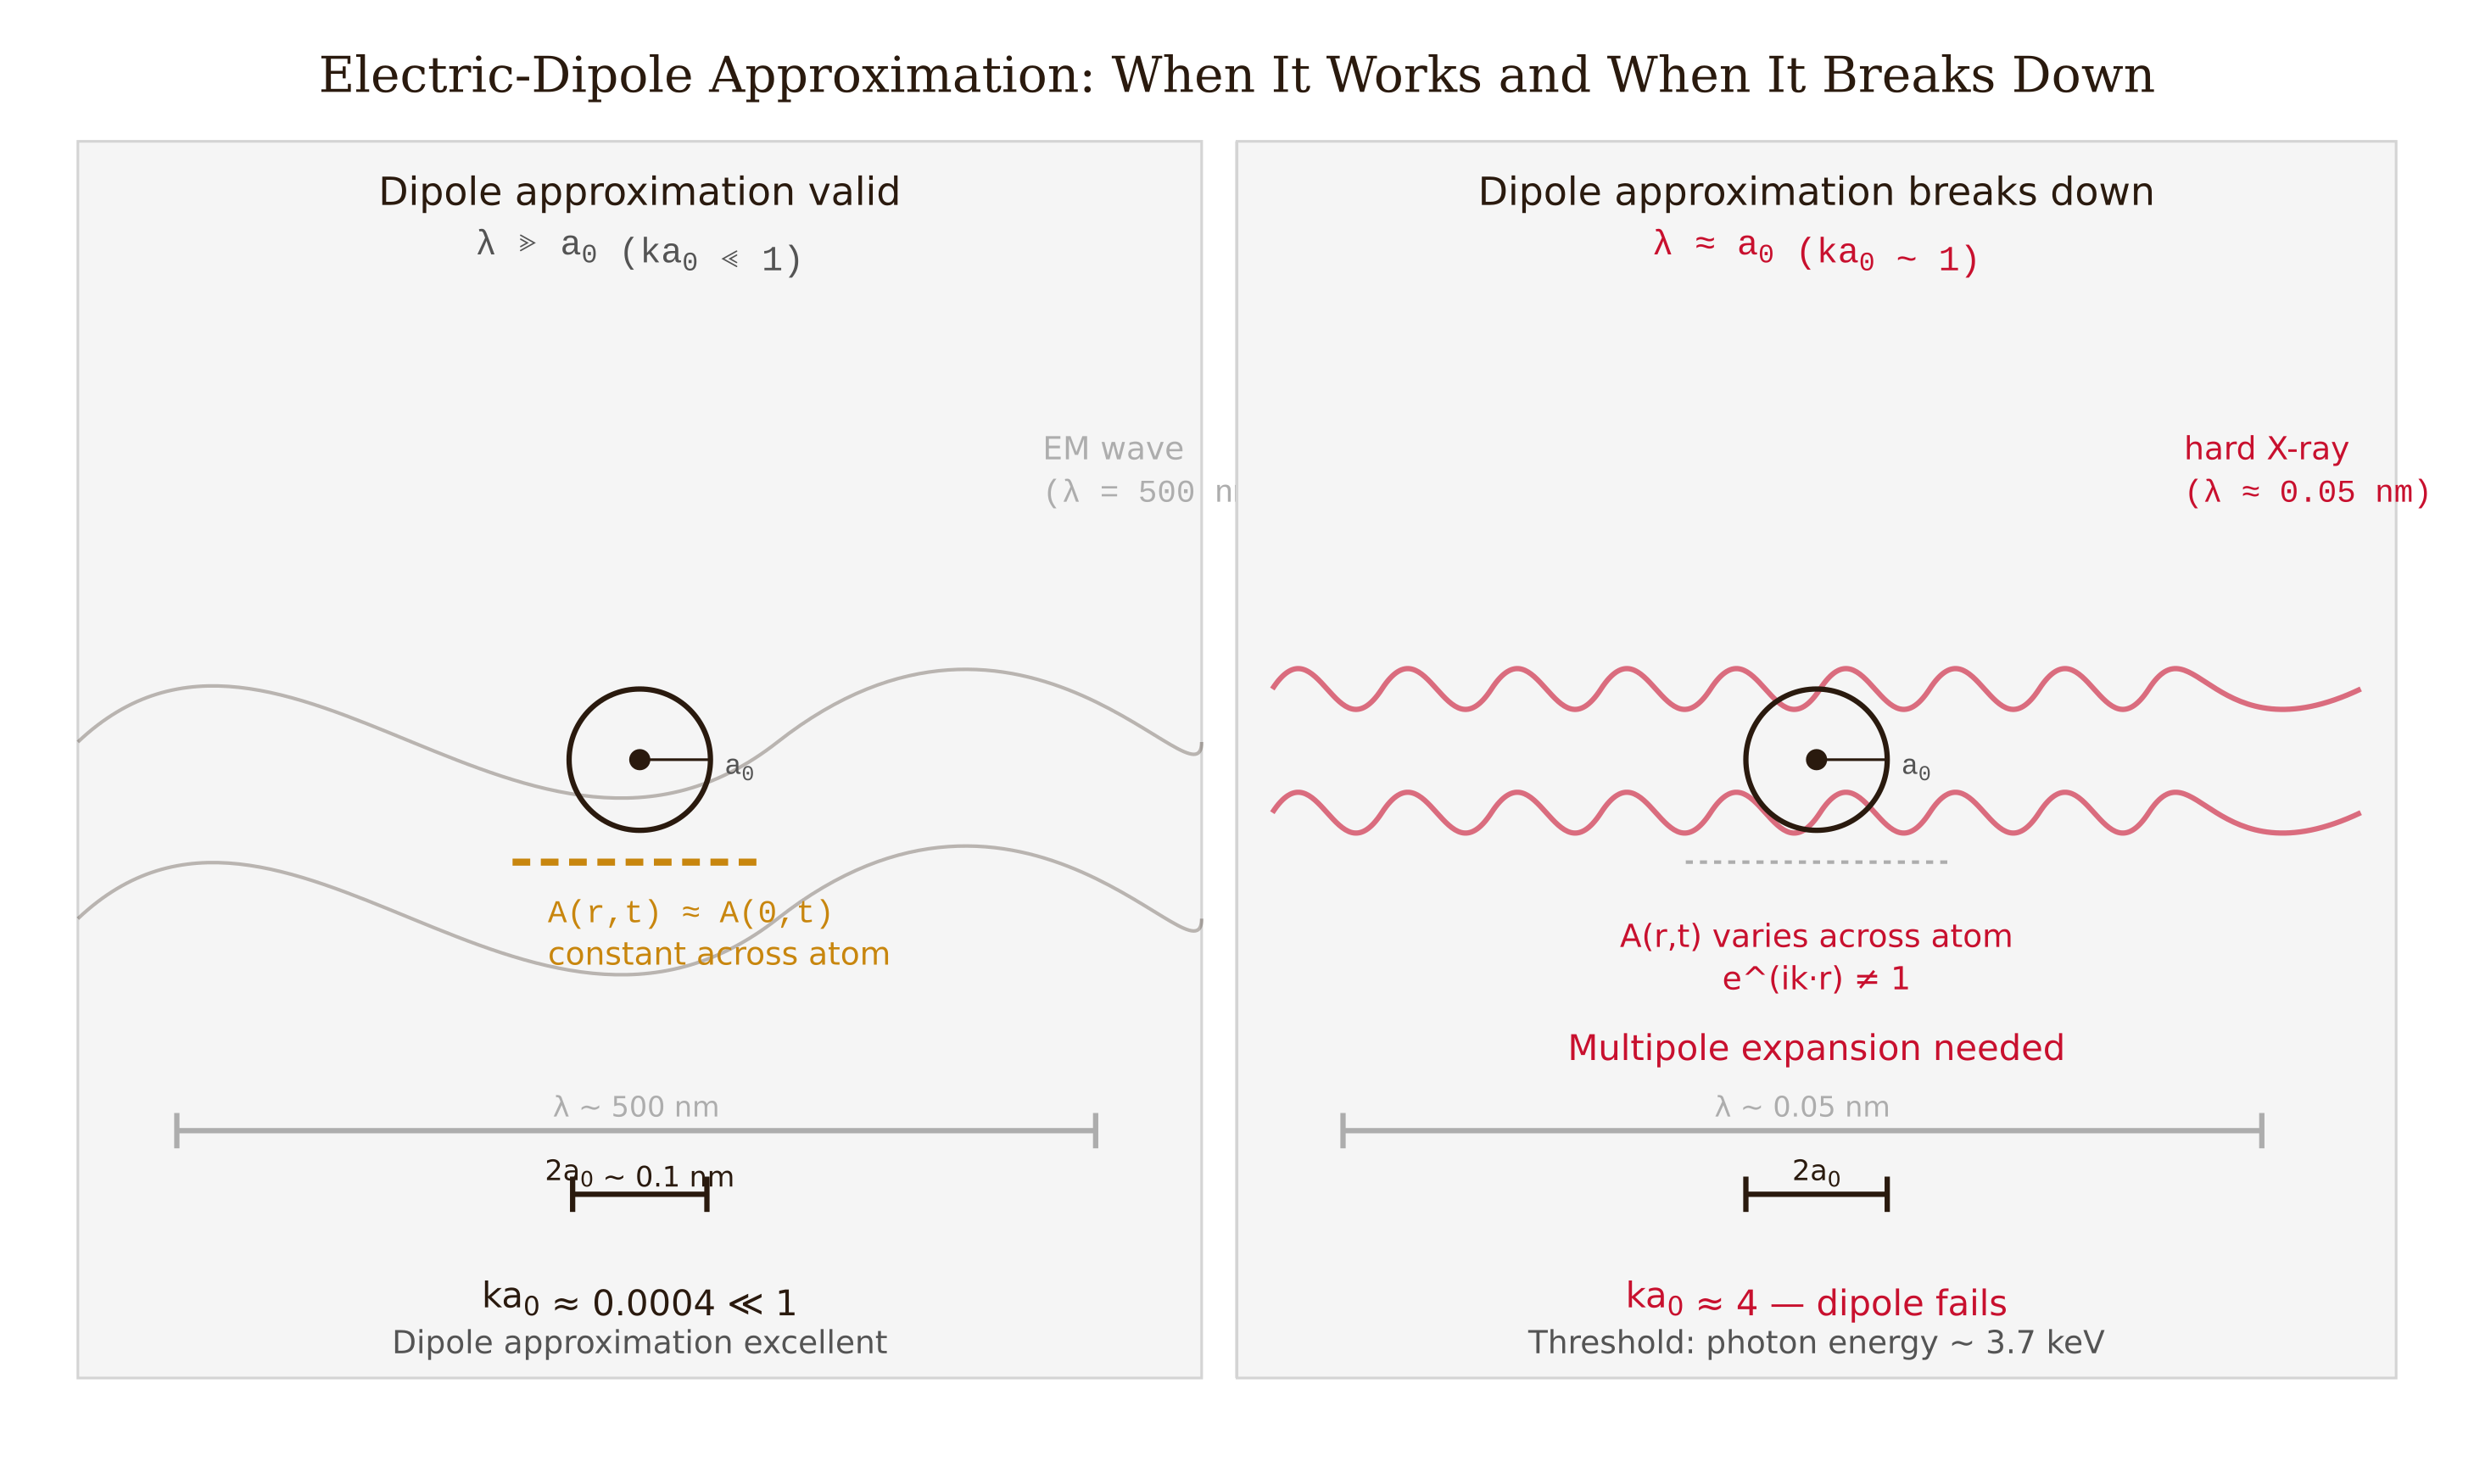 Electric-Dipole Approximation: When It Works and When It Breaks Down
Dipole approximation valid
λ ≫ a₀ (ka₀ ≪ 1)
EM wave
(λ = 500 n
a₀
A(r,t) ≈ A(0,t)
constant across atom
λ ~ 500 nm
2a₀ ~ 0.1 nm
ka₀ ≈ 0.0004 ≪ 1
Dipole approximation excellent
Dipole approximation breaks down
λ ≈ a₀ (ka₀ ~ 1)
hard X-ray
(λ ≈ 0.05 nm)
a₀
A(r,t) varies across atom
e^(ik·r) ≠ 1
Multipole expansion needed
λ ~ 0.05 nm
2a₀
ka₀ ≈ 4 — dipole fails
Threshold: photon energy ~ 3.7 keV